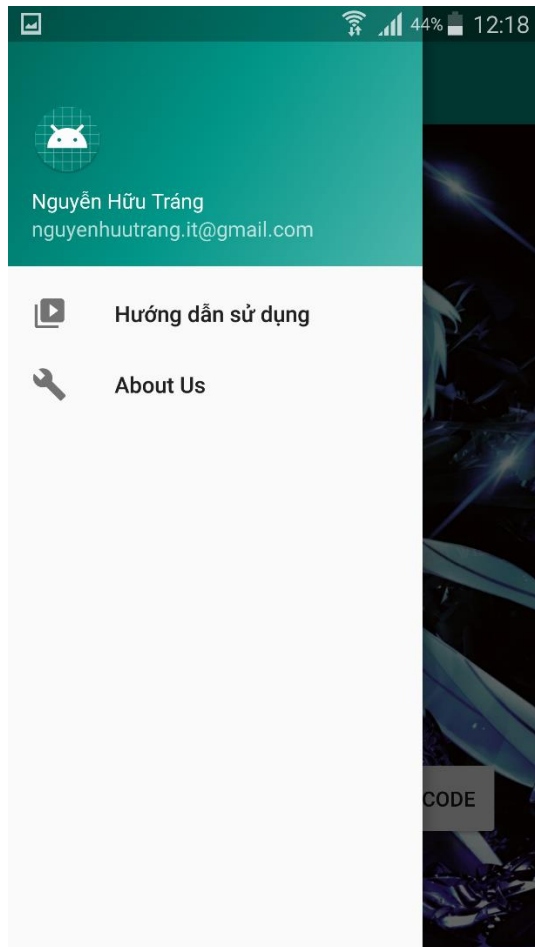 44% 12:18
Nguyễn Hữu Tráng
nguyenhuutrang.it@gmail.com
Hướng dẫn sử dụng
About Us
CODE